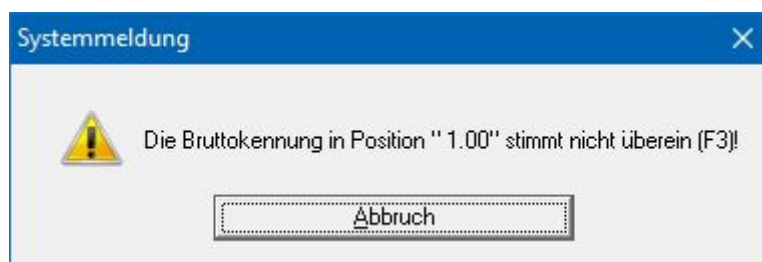 Systemmeldung
Die Bruttokennung in Position " 1.00" stimmt nicht überein (F3)!
Abbruch